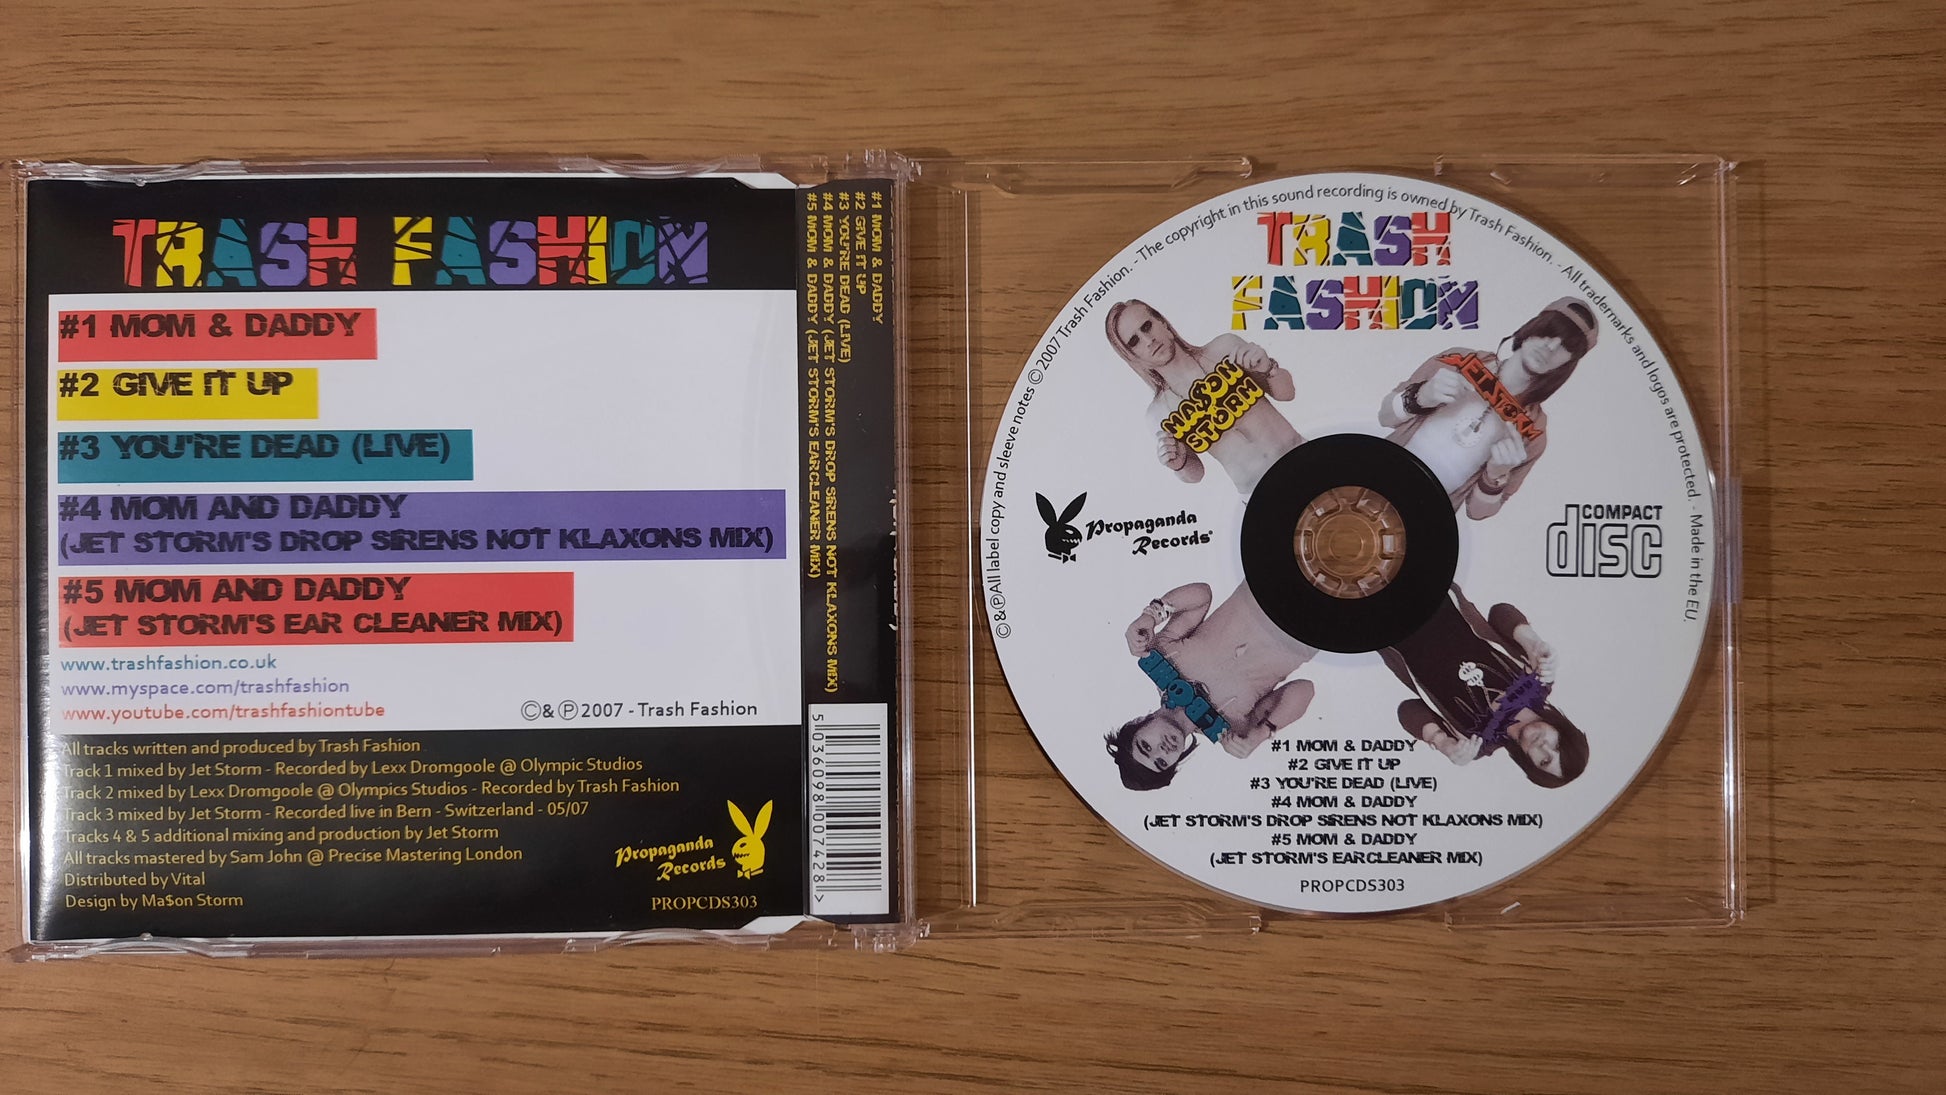 TRASH FASHION
#1 MOM & DADDY
#2 GIVE IT UP
#3 YOU'RE DEAD (LIVE)
#4 MOM AND DADDY
(JET STORM'S DROP SIRENS NOT KLAXONS MIX)
#5 MOM AND DADDY
(JET STORM'S EAR CLEANER MIX)
www.trashfashion.co.uk
www.myspace.com/trashfashion
www.youtube.com/trashfashiontube
©&℗2007 - Trash Fashion
All tracks written and produced by Trash Fashion
Track 1 mixed by Jet Storm - Recorded by Lexx Dromgoole @ Olympic Studios
Track 2 mixed by Lexx Dromgoole @ Olympics Studios - Recorded by Trash Fashion
Track 3 mixed by Jet Storm - Recorded live in Bern - Switzerland - 05/07
Tracks 4 & 5 additional mixing and production by Jet Storm
All tracks mastered by Sam John @ Precise Mastering London
Distributed by Vital
Design by Ma$on Storm
Propaganda
Records
PROPCDS303
#1 MOM & DADDY
#2 GIVE IT UP
#3 YOU'RE DEAD (LIVE)
#4 MOM & DADDY (JET STORM'S DROP SIRENS NOT KLAXONS MIX)
#5 MOM & DADDY (JET STORM'S EARCLEANER MIX)
5 036098 007428 >
©&℗All label copy and sleeve notes ©2007 Trash Fashion. - The copyright in this sound recording is owned by Trash Fashion. - All trademarks and logos are protected. - Made in the EU.
TRASH
FASHION
MA$ON
STORM
JET STORM
Propaganda
Records
COMPACT
disc
#1 MOM & DADDY
#2 GIVE IT UP
#3 YOU'RE DEAD (LIVE)
#4 MOM & DADDY
(JET STORM'S DROP SIRENS NOT KLAXONS MIX)
#5 MOM & DADDY
(JET STORM'S EARCLEANER MIX)
PROPCDS303